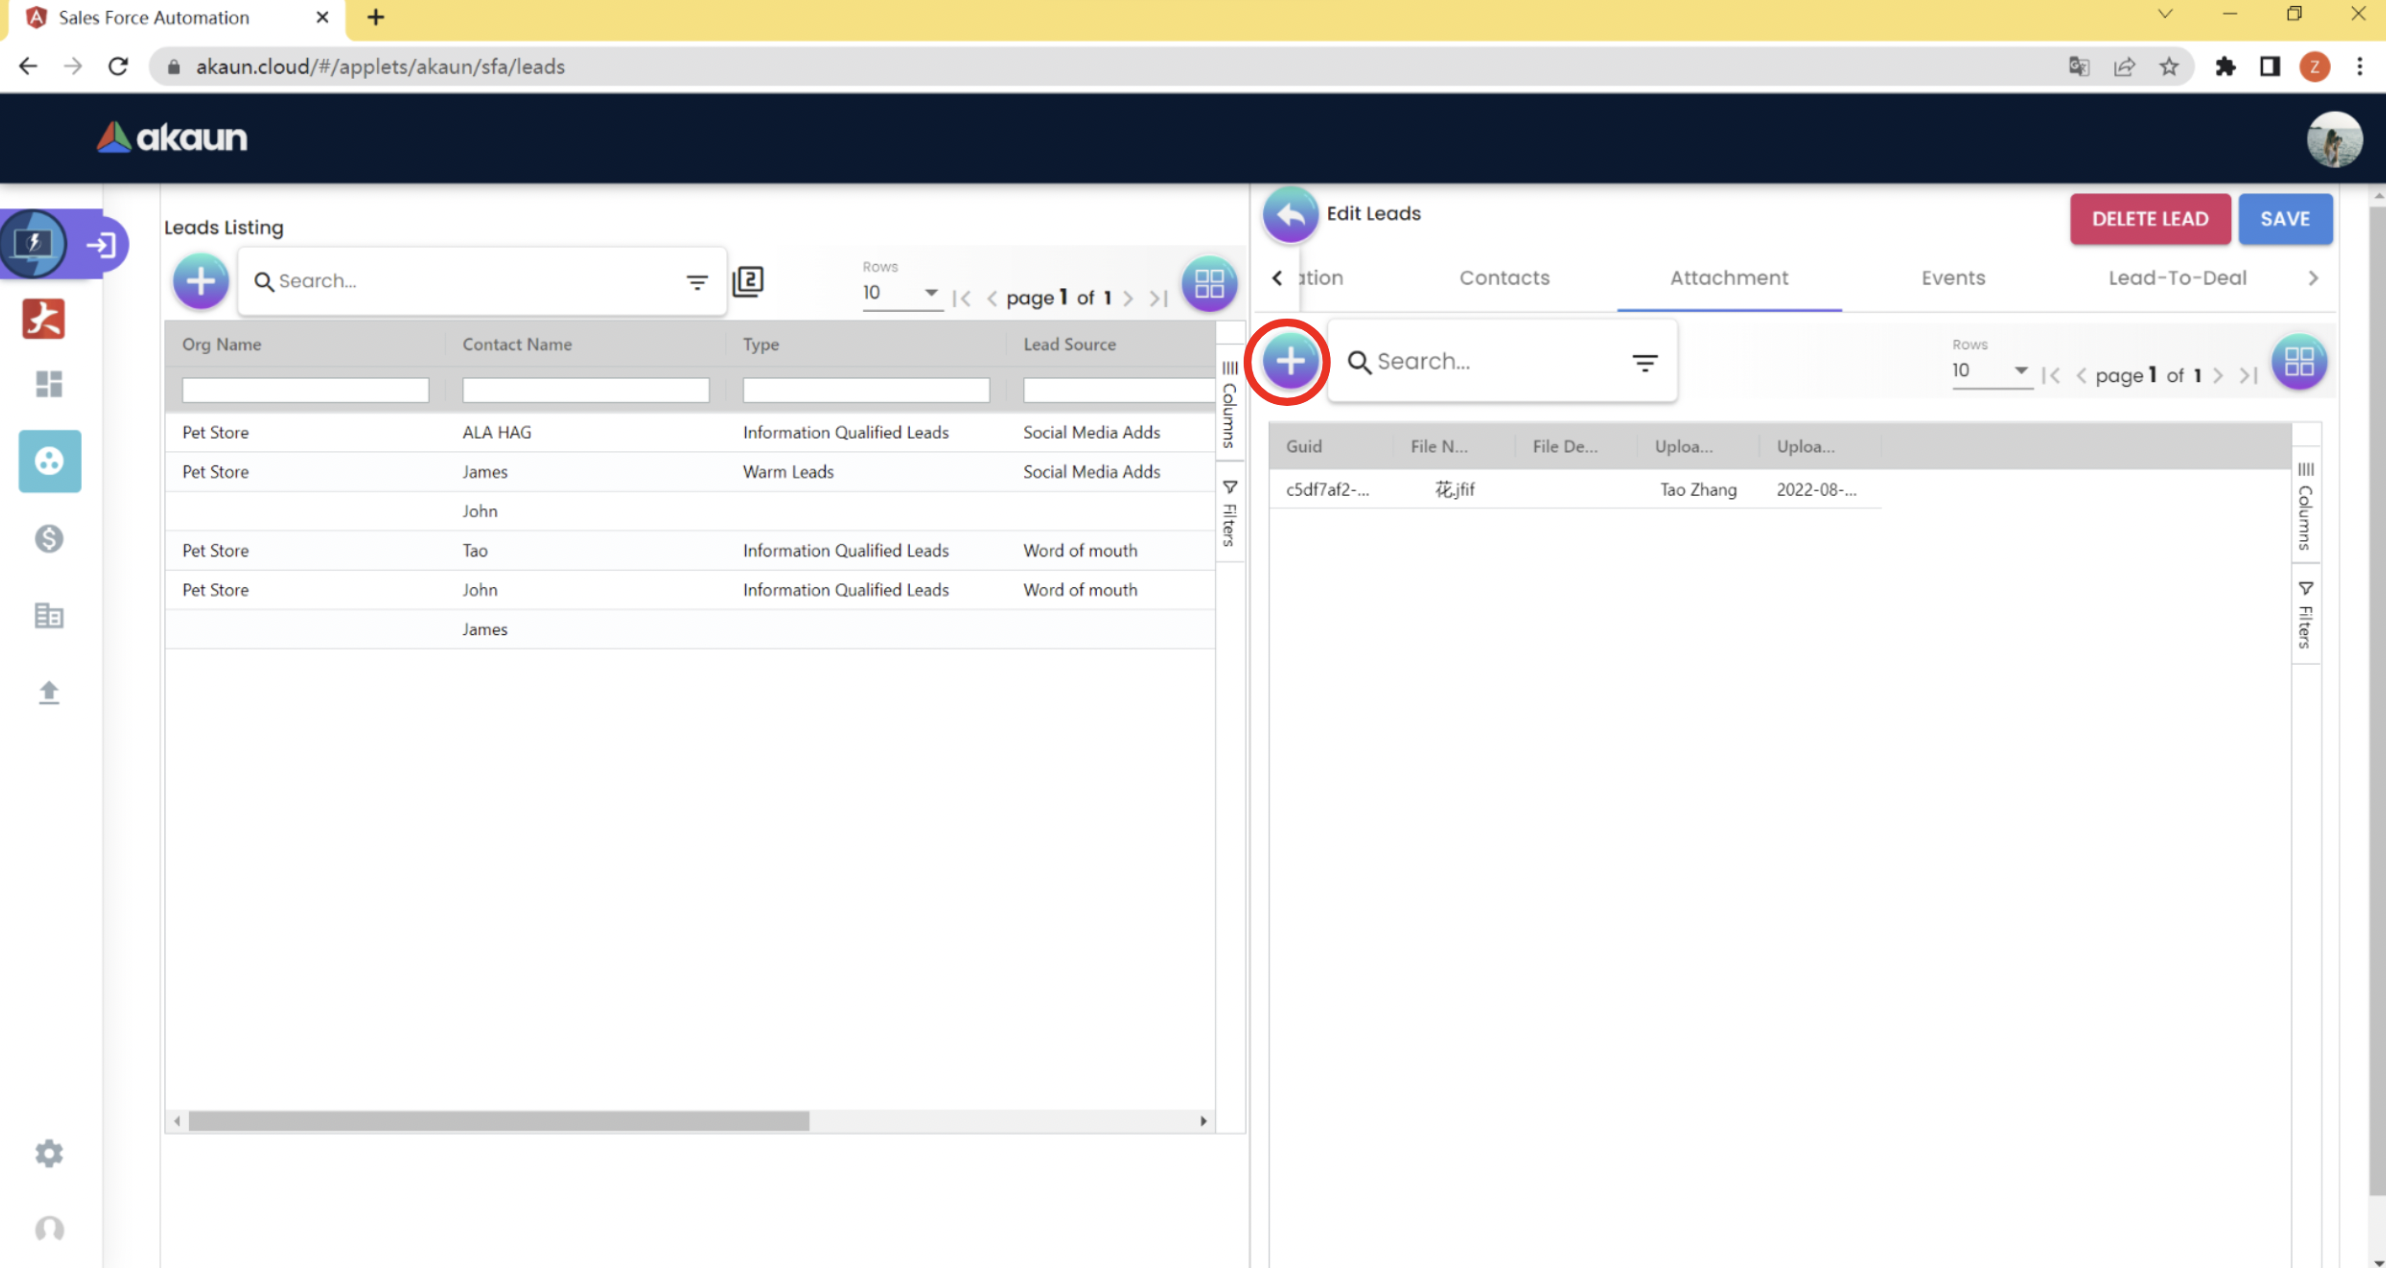 Sales Force Automation
akaun.cloud/#/applets/akaun/sfa/leads
Z
akaun
Leads Listing
Search...
2
Rows
10
page 1 of 1
Org Name Contact Name Type Lead Source
Pet Store ALA HAG Information Qualified Leads Social Media Adds
Pet Store James Warm Leads Social Media Adds
John
Pet Store Tao Information Qualified Leads Word of mouth
Pet Store John Information Qualified Leads Word of mouth
James
Columns
Filters
Edit Leads
DELETE LEAD
SAVE
ation Contacts Attachment Events Lead-To-Deal
Search...
Rows
10
page 1 of 1
Guid File N... File De... Uploa... Uploa...
c5df7af2-... 花.jfif Tao Zhang 2022-08-...
Columns
Filters